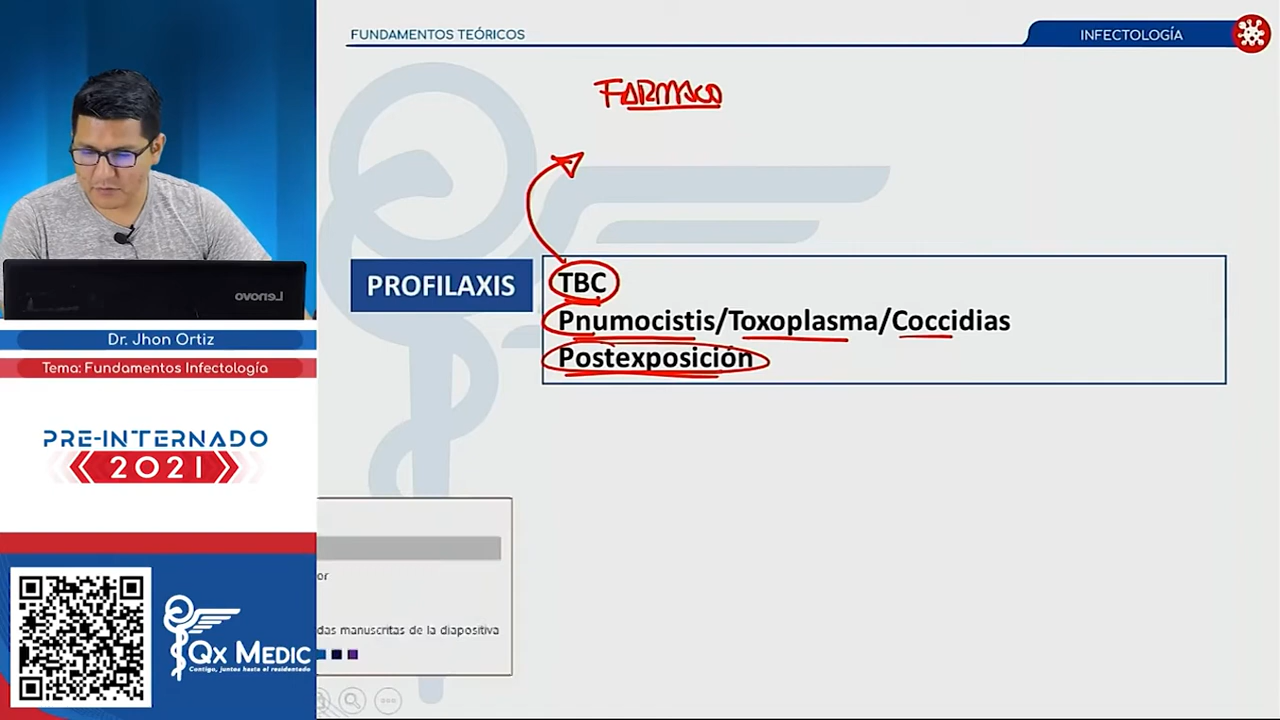 FUNDAMENTOS TEÓRICOS
INFECTOLOGÍA
FARMACO
PROFILAXIS
TBC
Pnumocistis/Toxoplasma/Coccidias
Postexposición
Lenovo
Dr. Jhon Ortiz
Tema: Fundamentos Infectología
PRE-INTERNADO
2021
or
das manuscritas de la diapositiva
Qx MEDIC
Contigo, juntos hasta el residentado